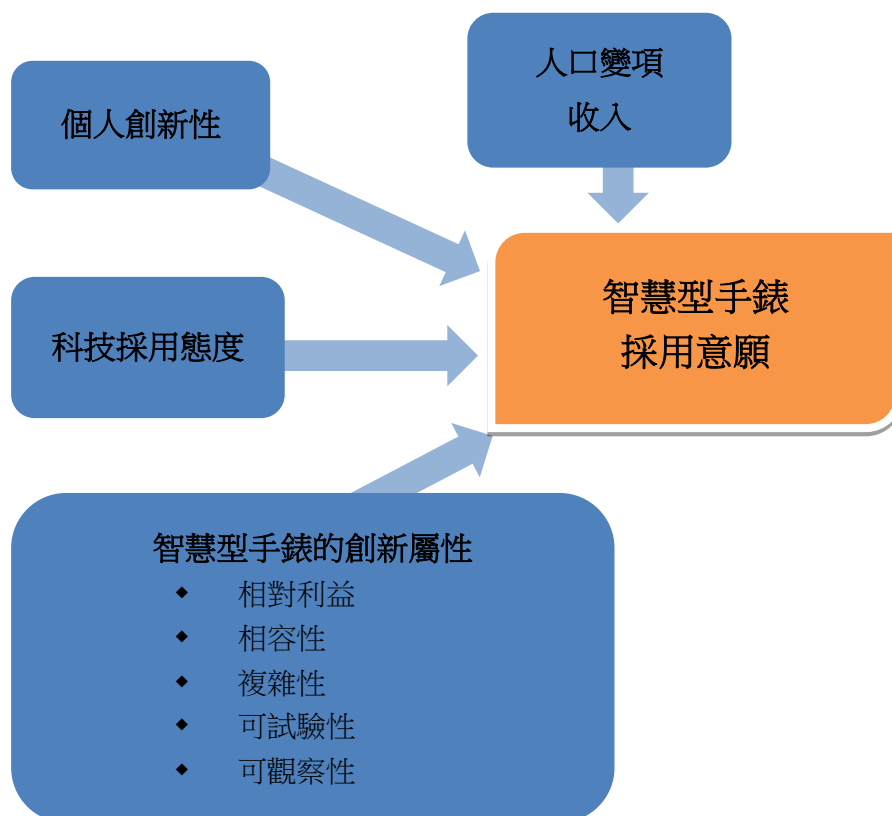 人口變項
收入
個人創新性
智慧型手錶
採用意願
科技採用態度
智慧型手錶的創新屬性
相對利益
相容性
複雜性
可試驗性
可觀察性